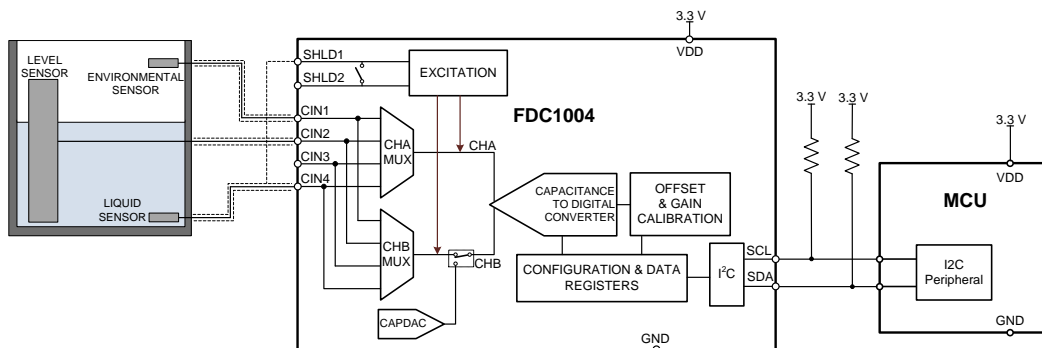 3.3 V
VDD
LEVEL
SENSOR
ENVIRONMENTAL
SENSOR
LIQUID
SENSOR
SHLD1
SHLD2
EXCITATION
FDC1004
CIN1
CIN2
CIN3
CIN4
CHA
MUX
CHA
CHB
MUX
CHB
CAPDAC
CAPACITANCE
TO DIGITAL
CONVERTER
OFFSET
& GAIN
CALIBRATION
CONFIGURATION & DATA
REGISTERS
I²C
SCL
SDA
GND
3.3 V
3.3 V
3.3 V
VDD
MCU
I2C
Peripheral
GND